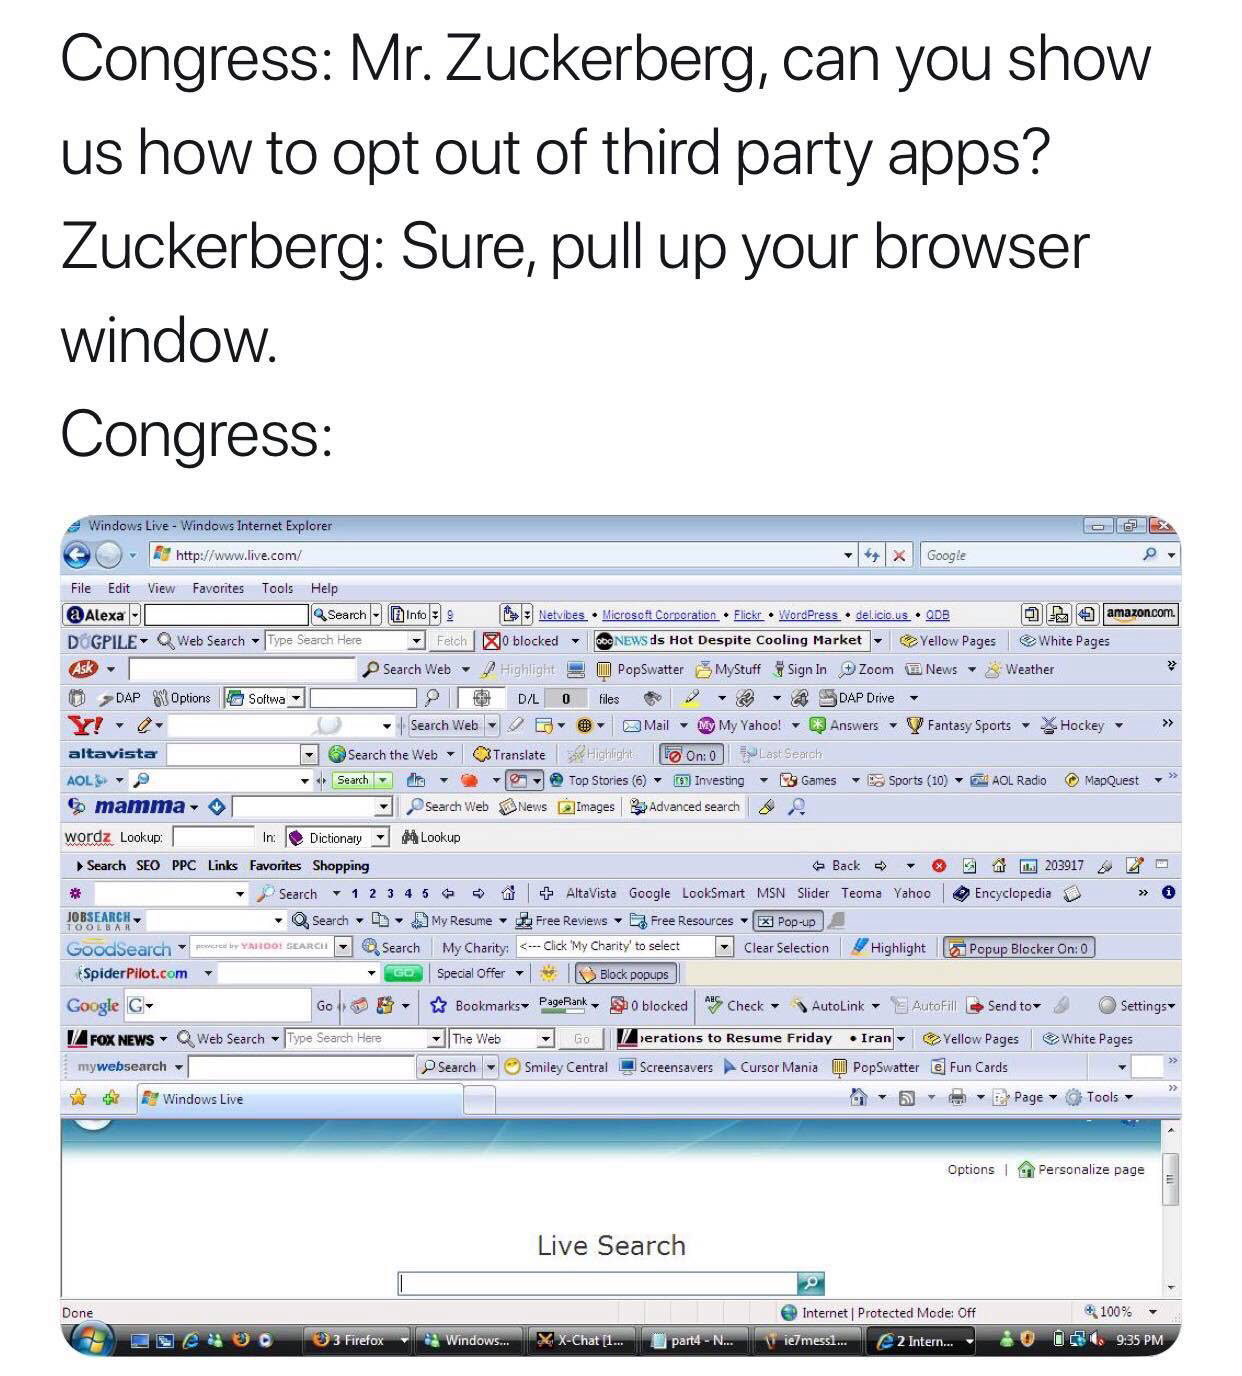 Congress: Mr. Zuckerberg, can you show
us how to opt out of third party apps?
Zuckerberg: Sure, pull up your browser
window.
Congress:
Windows Live - Windows Internet Explorer
http://www.live.com/ Google
File Edit View Favorites Tools Help
Alexa Search Info 9 Netvibes • Microsoft Corporation • Flickr • WordPress • del.icio.us • QDB amazon.com.
DOGPILE Web Search Type Search Here Fetch 0 blocked abc NEWS ds Hot Despite Cooling Market Yellow Pages White Pages
Ask Search Web Highlight PopSwatter MyStuff Sign In Zoom News Weather »
DAP Options Softwa D/L 0 files DAP Drive
Y! Search Web Mail My My Yahoo! Answers Fantasy Sports Hockey »
altavista Search the Web Translate Highlight On: 0 Last Search
AOL Search Top Stories (6) Investing Games Sports (10) AOL Radio MapQuest »
mamma Search Web News Images Advanced search
wordz Lookup: In: Dictionary Lookup
Search SEO PPC Links Favorites Shopping Back 203917
Search 1 2 3 4 5 AltaVista Google LookSmart MSN Slider Teoma Yahoo Encyclopedia »
JOBSEARCH Search My Resume Free Reviews Free Resources Pop-up
TOOLBAR
GoodSearch powered by YAHOO! SEARCH Search My Charity: <--- Click 'My Charity' to select Clear Selection Highlight Popup Blocker On: 0
SpiderPilot.com GO Special Offer Block popups
Google G Go Bookmarks PageRank 0 blocked ABC Check AutoLink AutoFill Send to Settings
FOX NEWS Web Search Type Search Here The Web Go erations to Resume Friday • Iran Yellow Pages White Pages
mywebsearch Search Smiley Central Screensavers Cursor Mania PopSwatter Fun Cards »
Windows Live Page Tools »
Options | Personalize page
Live Search
Done Internet | Protected Mode: Off 100%
3 Firefox Windows... X-Chat [1... part4 - N... ie7mess1... 2 Intern... 9:35 PM